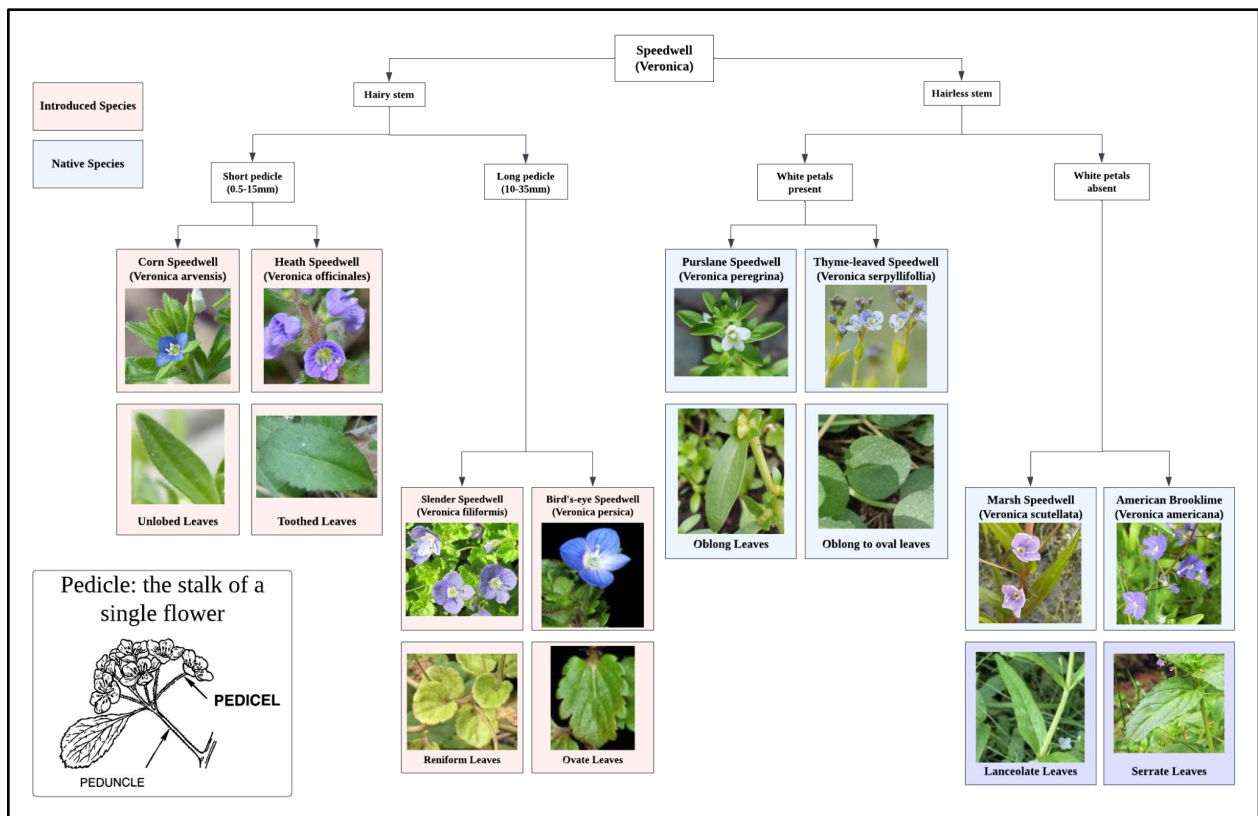 Speedwell
(Veronica)
Introduced Species
Native Species
Hairy stem
Hairless stem
Short pedicle
(0.5-15mm)
Long pedicle
(10-35mm)
White petals
present
White petals
absent
Corn Speedwell
(Veronica arvensis)
Heath Speedwell
(Veronica officinales)
Purslane Speedwell
(Veronica peregrina)
Thyme-leaved Speedwell
(Veronica serpyllifollia)
Unlobed Leaves
Toothed Leaves
Slender Speedwell
(Veronica filiformis)
Bird's-eye Speedwell
(Veronica persica)
Oblong Leaves
Oblong to oval leaves
Marsh Speedwell
(Veronica scutellata)
American Brooklime
(Veronica americana)
Reniform Leaves
Ovate Leaves
Lanceolate Leaves
Serrate Leaves
Pedicle: the stalk of a
single flower
PEDICEL
PEDUNCLE